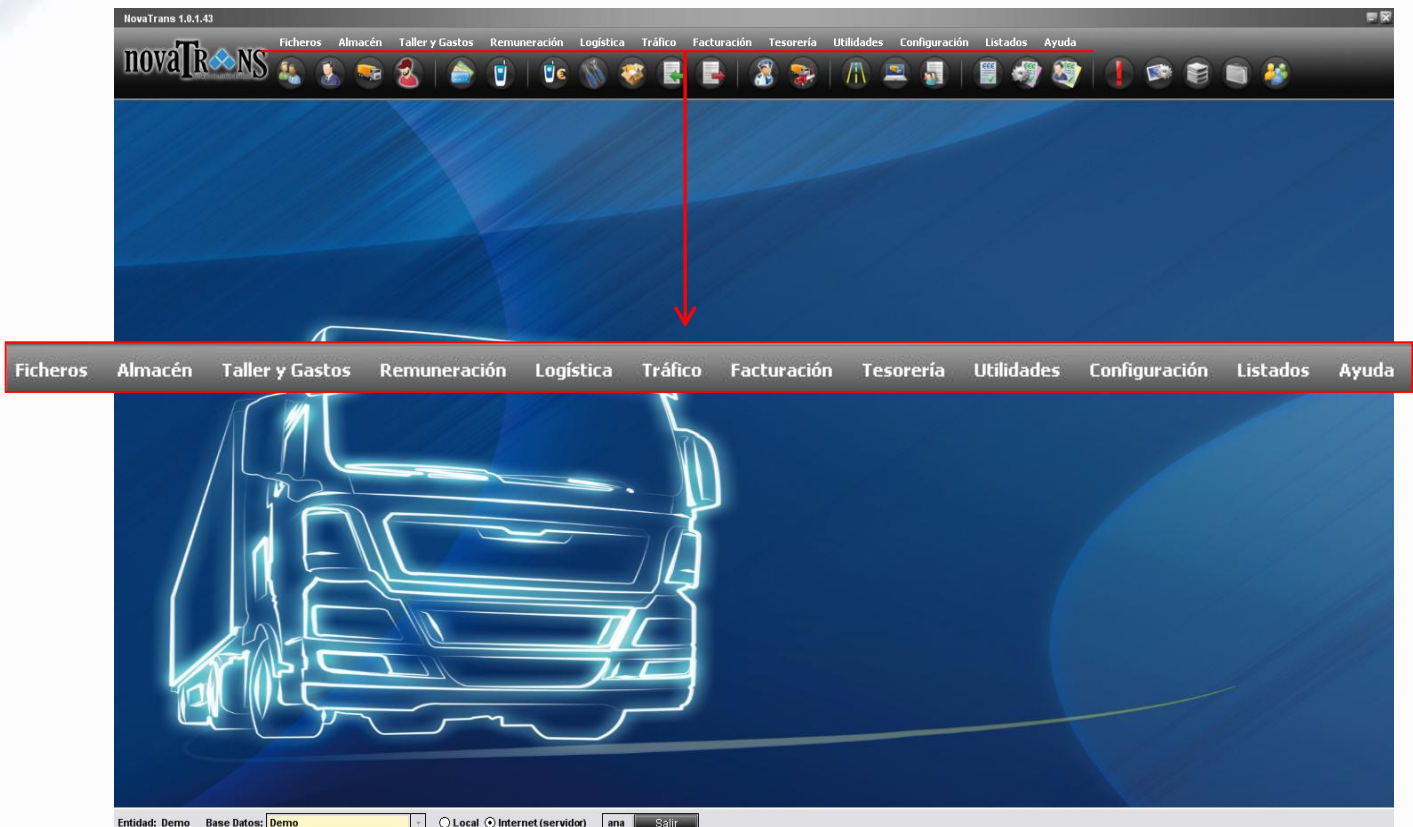 NovaTrans 1.0.1.43
novaTRANS
Ficheros Almacén Taller y Gastos Remuneración Logística Tráfico Facturación Tesorería Utilidades Configuración Listados Ayuda
Ficheros Almacén Taller y Gastos Remuneración Logística Tráfico Facturación Tesorería Utilidades Configuración Listados Ayuda
Entidad: Demo Base Datos: Demo Local Internet (servidor) ana Salir